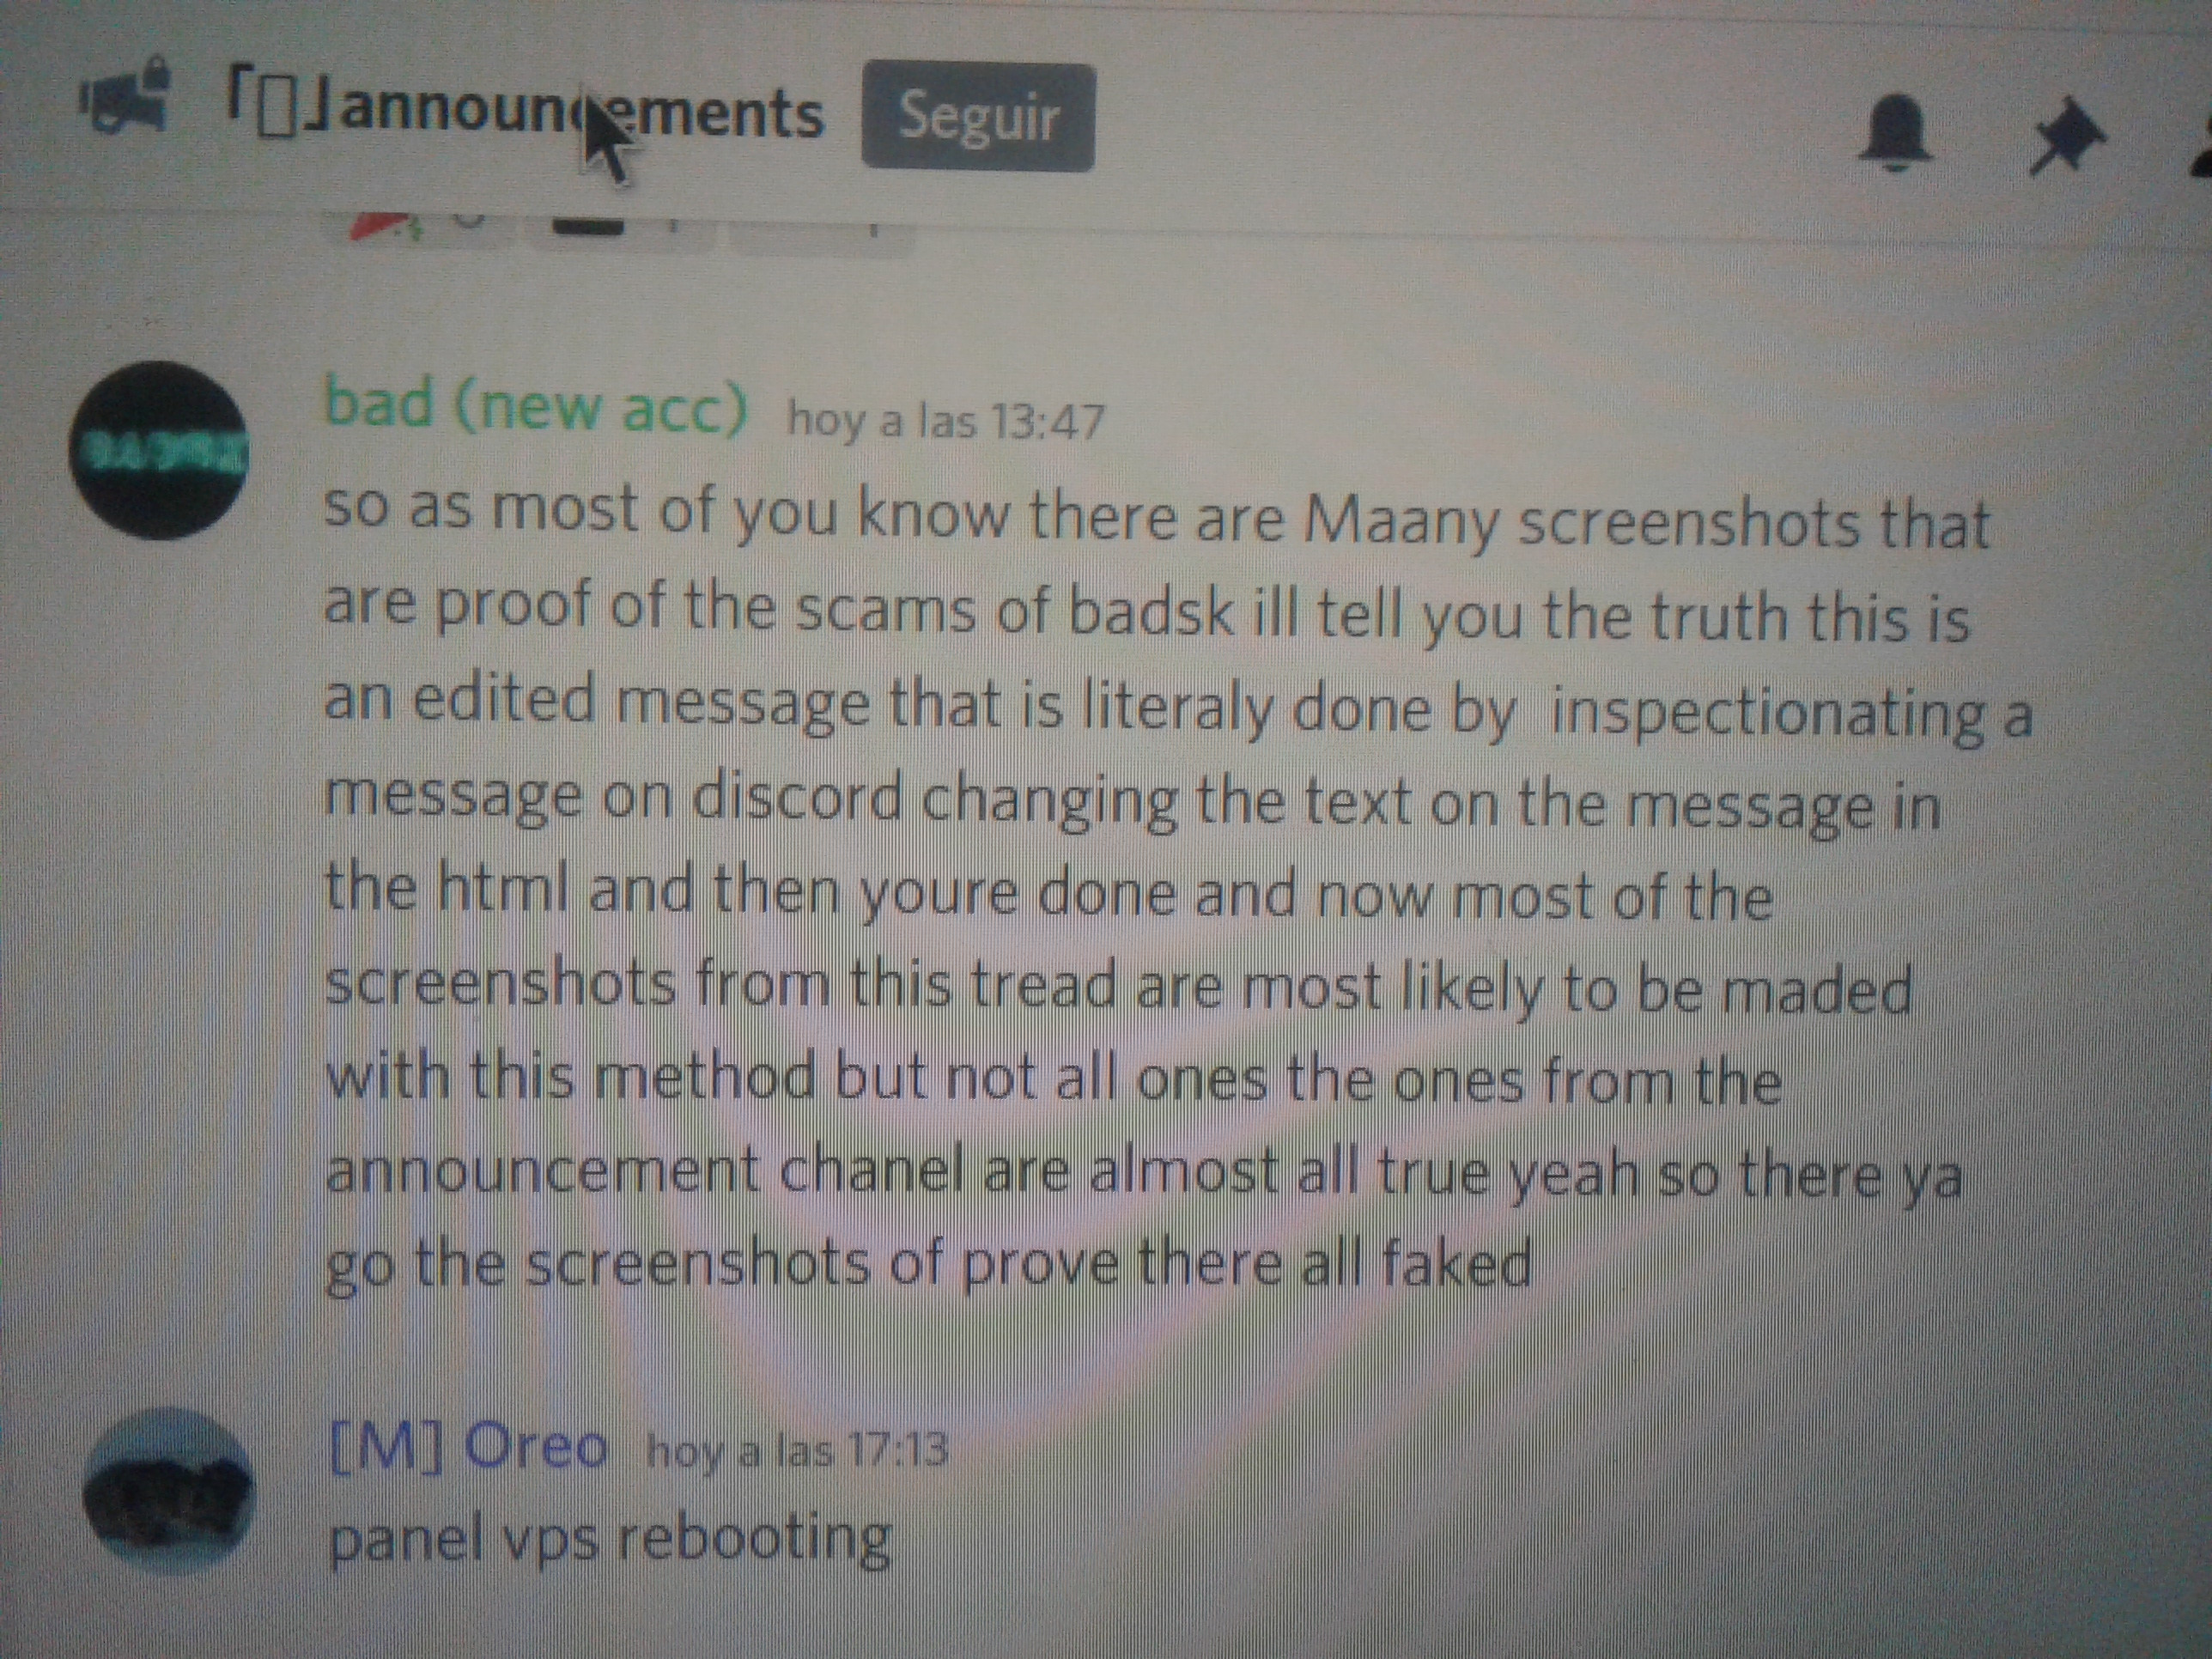 「▯」announcements Seguir
bad (new acc) hoy a las 13:47
so as most of you know there are Maany screenshots that
are proof of the scams of badsk ill tell you the truth this is
an edited message that is literaly done by  inspectionating a
message on discord changing the text on the message in
the html and then youre done and now most of the
screenshots from this tread are most likely to be maded
with this method but not all ones the ones from the
announcement chanel are almost all true yeah so there ya
go the screenshots of prove there all faked
[M] Oreo hoy a las 17:13
panel vps rebooting